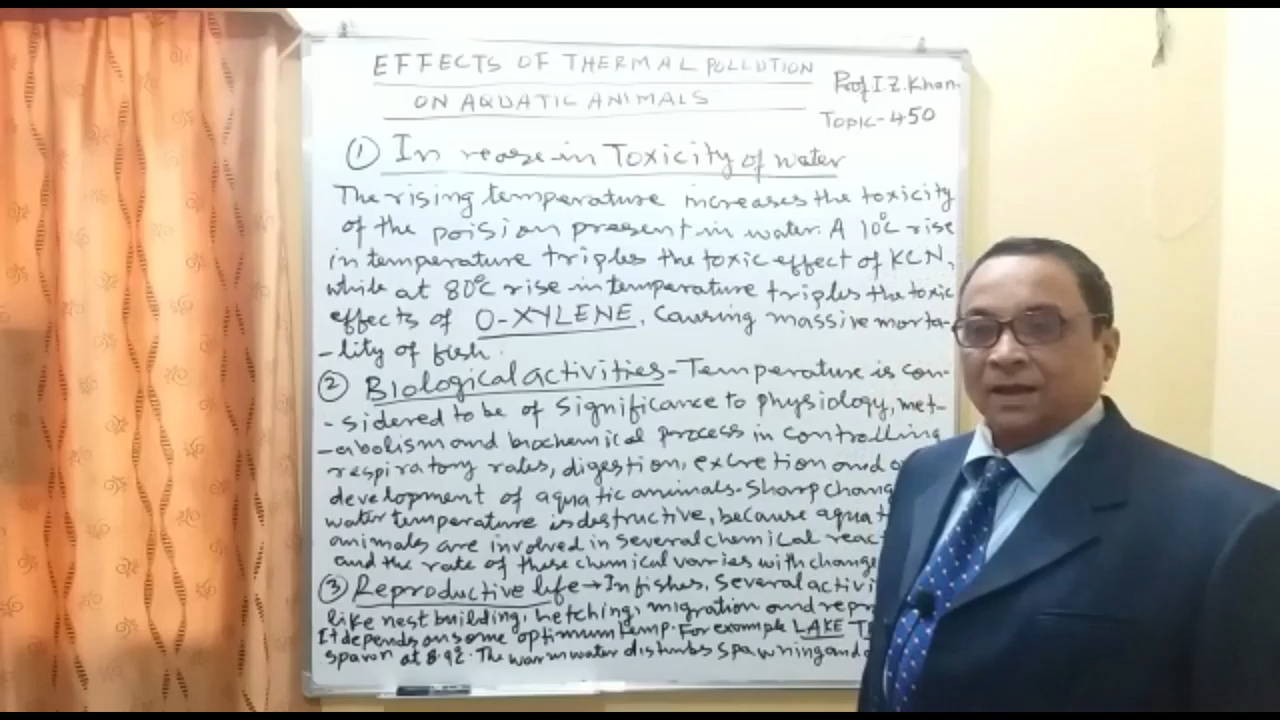 EFFECTS OF THERMAL POLLUTION
ON AQUATIC ANIMALS
Prof I.Z. Khan
Topic-450
① In rease in Toxicity of water
The rising temperature increases the toxicity
of the poision present in water. A 10°C rise
in temperature triples the toxic effect of KCN,
while at 80°C rise in temperature triples the toxic
effects of O-XYLENE, causing massive morta-
-lity of fish.
② Biological activities - Temperature is con-
-sidered to be of significance to physiology, met-
-abolism and biochemical process in controlling
respiratory rates, digestion, excretion and
development of aquatic animals. Sharp chang
water temperature is destructive, because aquat
animals are involved in several chemical reac
and the rate of these chemical varries with change
③ Reproductive life → In fishes, several activi
like nest building, hetching, migration and repr
It depends on some optimum temp. For example LAKE T
spawn at 8.9°C. The warm water disturbs spawning and